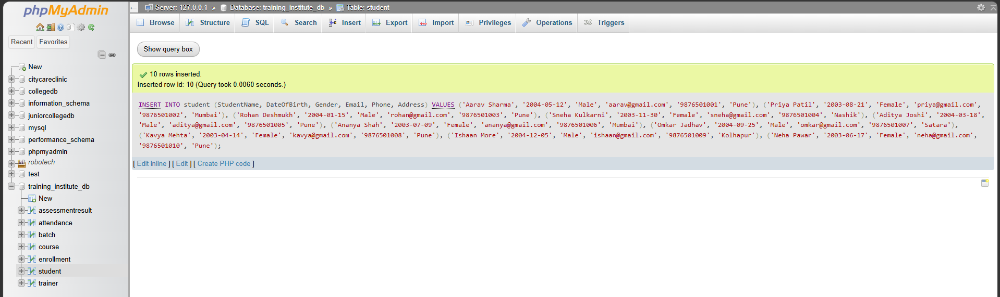 phpMyAdmin
Recent Favorites
New
citycareclinic
collegedb
information_schema
juniorcollegedb
mysql
performance_schema
phpmyadmin
robotech
test
training_institute_db
New
assessmentresult
attendance
batch
course
enrollment
student
trainer
Server: 127.0.0.1 » Database: training_institute_db » Table: student
Browse Structure SQL Search Insert Export Import Privileges Operations Triggers
Show query box
10 rows inserted.
Inserted row id: 10 (Query took 0.0060 seconds.)
INSERT INTO student (StudentName, DateOfBirth, Gender, Email, Phone, Address) VALUES ('Aarav Sharma', '2004-05-12', 'Male', 'aarav@gmail.com', '9876501001', 'Pune'), ('Priya Patil', '2003-08-21', 'Female', 'priya@gmail.com',
'9876501002', 'Mumbai'), ('Rohan Deshmukh', '2004-01-15', 'Male', 'rohan@gmail.com', '9876501003', 'Pune'), ('Sneha Kulkarni', '2003-11-30', 'Female', 'sneha@gmail.com', '9876501004', 'Nashik'), ('Aditya Joshi', '2004-03-18',
'Male', 'aditya@gmail.com', '9876501005', 'Pune'), ('Ananya Shah', '2003-07-09', 'Female', 'ananya@gmail.com', '9876501006', 'Mumbai'), ('Omkar Jadhav', '2004-09-25', 'Male', 'omkar@gmail.com', '9876501007', 'Satara'),
('Kavya Mehta', '2003-04-14', 'Female', 'kavya@gmail.com', '9876501008', 'Pune'), ('Ishaan More', '2004-12-05', 'Male', 'ishaan@gmail.com', '9876501009', 'Kolhapur'), ('Neha Pawar', '2003-06-17', 'Female', 'neha@gmail.com',
'9876501010', 'Pune');
[ Edit inline ] [ Edit ] [ Create PHP code ]